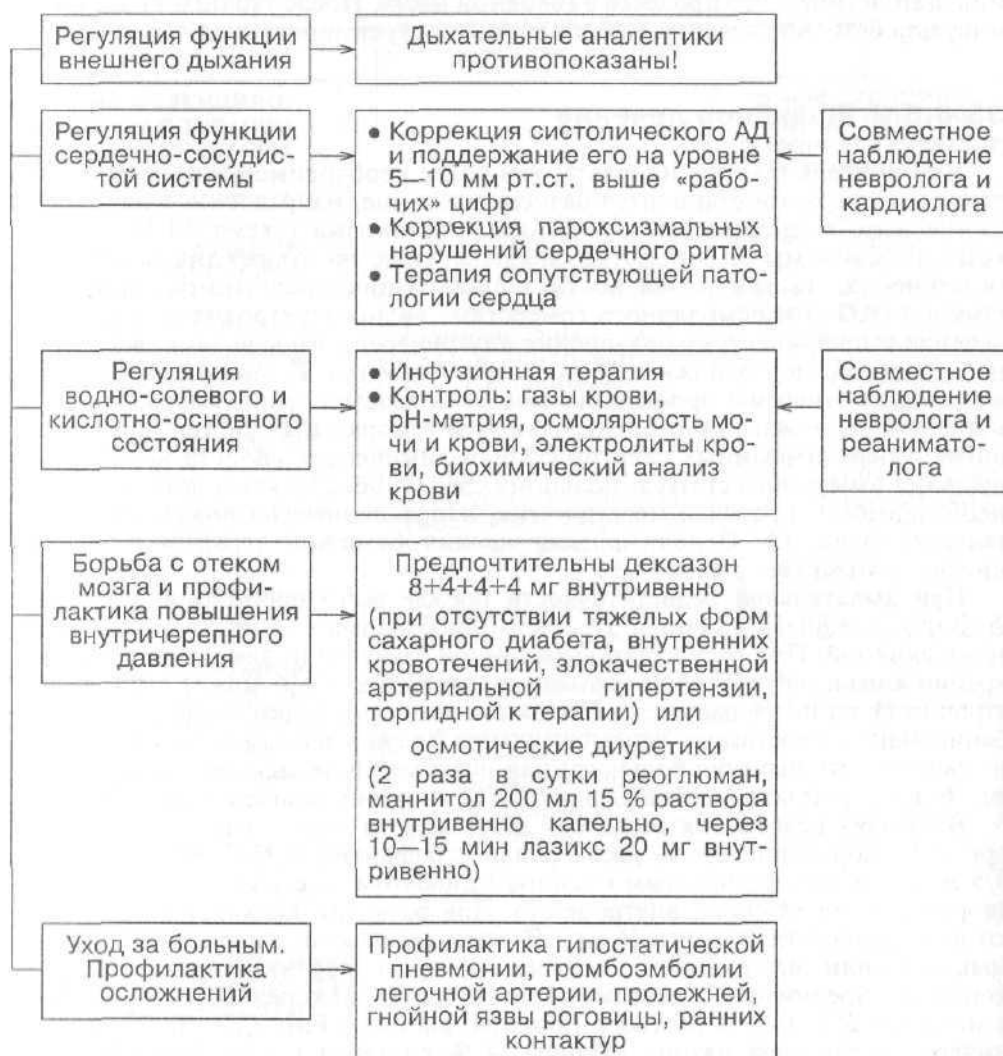 Регуляция функции
внешнего дыхания
Дыхательные аналептики
противопоказаны!
Регуляция функции
сердечно-сосудис-
той системы
● Коррекция систолического АД
и поддержание его на уровне
5—10 мм рт.ст. выше «рабо-
чих» цифр
● Коррекция пароксизмальных
нарушений сердечного ритма
● Терапия сопутствующей пато-
логии сердца
Совместное
наблюдение
невролога и
кардиолога
Регуляция
водно-солевого и
кислотно-основного
состояния
● Инфузионная терапия
● Контроль: газы крови,
рН-метрия, осмолярность мо-
чи и крови, электролиты кро-
ви, биохимический анализ
крови
Совместное
наблюдение
невролога и
реанимато-
лога
Борьба с отеком
мозга и профи-
лактика повышения
внутричерепного
давления
Предпочтительны дексазон
8+4+4+4 мг внутривенно
(при отсутствии тяжелых форм
сахарного диабета, внутренних
кровотечений, злокачественной
артериальной гипертензии,
торпидной к терапии) или
осмотические диуретики
(2 раза в сутки реоглюман,
маннитол 200 мл 15 % раствора
внутривенно капельно, через
10—15 мин лазикс 20 мг внут-
ривенно)
Уход за больным.
Профилактика
осложнений
Профилактика гипостатической
пневмонии, тромбоэмболии
легочной артерии, пролежней,
гнойной язвы роговицы, ранних
контактур